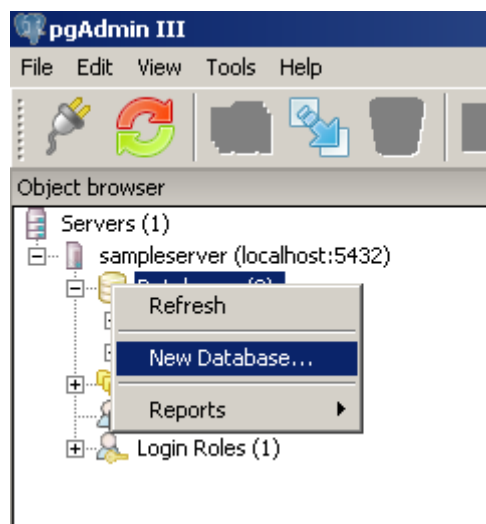 pgAdmin III
File Edit View Tools Help
Object browser
Servers (1)
sampleserver (localhost:5432)
Refresh
New Database...
Reports
Login Roles (1)